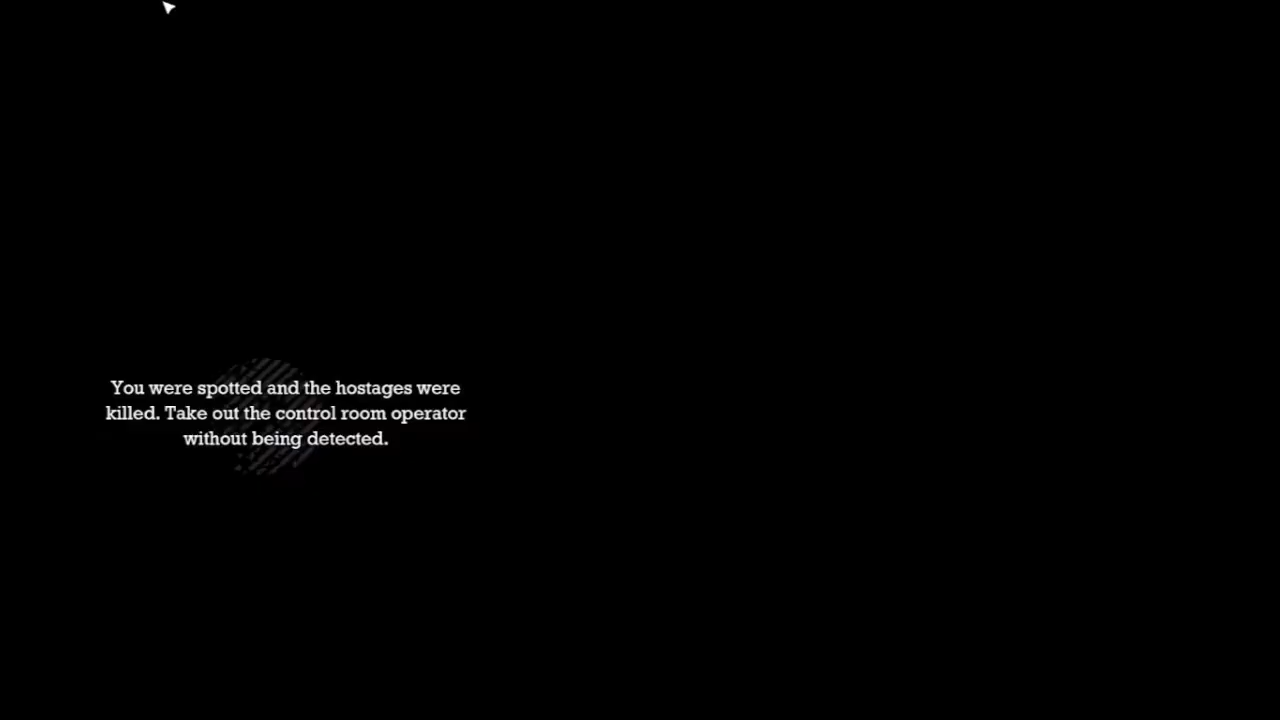 You were spotted and the hostages were
killed. Take out the control room operator
without being detected.